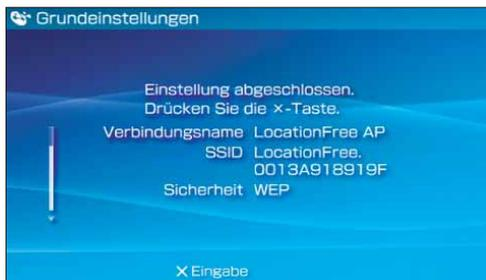 Grundeinstellungen
Einstellung abgeschlossen.
Drücken Sie die ×-Taste.
Verbindungsname LocationFree AP
SSID LocationFree.
0013A918919F
Sicherheit WEP
×Eingabe